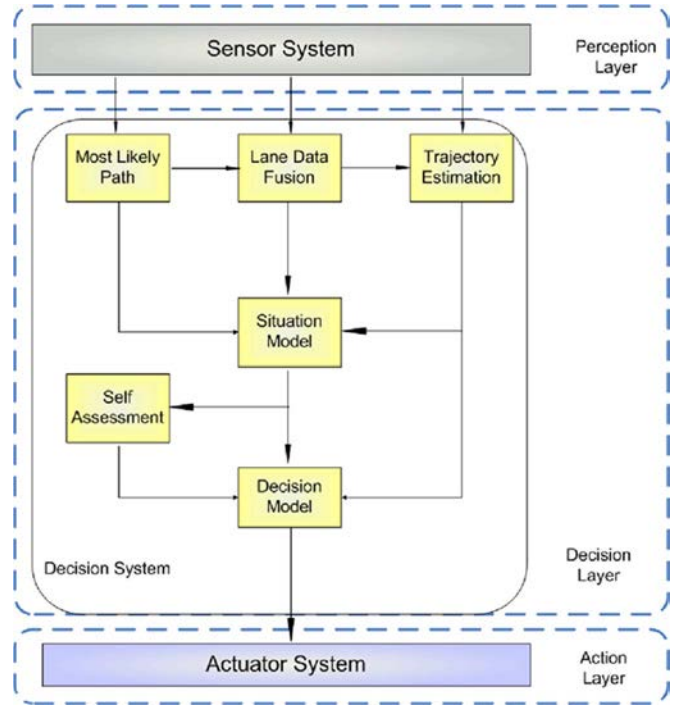 Sensor System
Perception
Layer
Most Likely
Path
Lane Data
Fusion
Trajectory
Estimation
Situation
Model
Self
Assessment
Decision
Model
Decision System
Decision
Layer
Actuator System
Action
Layer